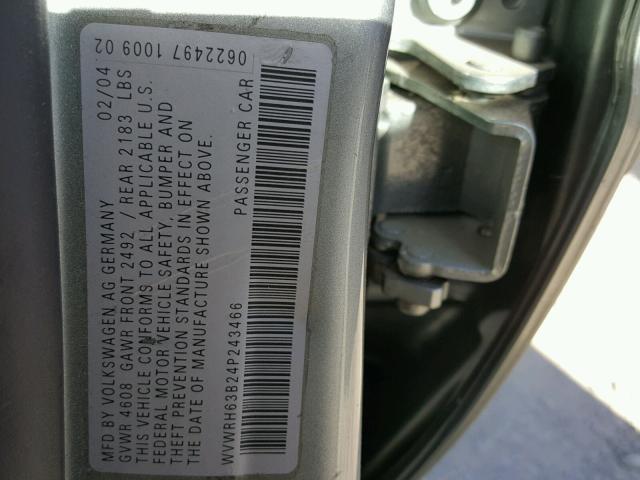 MFD BY VOLKSWAGEN AG GERMANY 02/04
GVWR 4608 GAWR FRONT 2492 / REAR 2183 LBS
THIS VEHICLE CONFORMS TO ALL APPLICABLE U.S.
FEDERAL MOTOR VEHICLE SAFETY, BUMPER AND
THEFT PREVENTION STANDARDS IN EFFECT ON
THE DATE OF MANUFACTURE SHOWN ABOVE.
WVWRH63B24P243466 PASSENGER CAR
0622497 1009 02